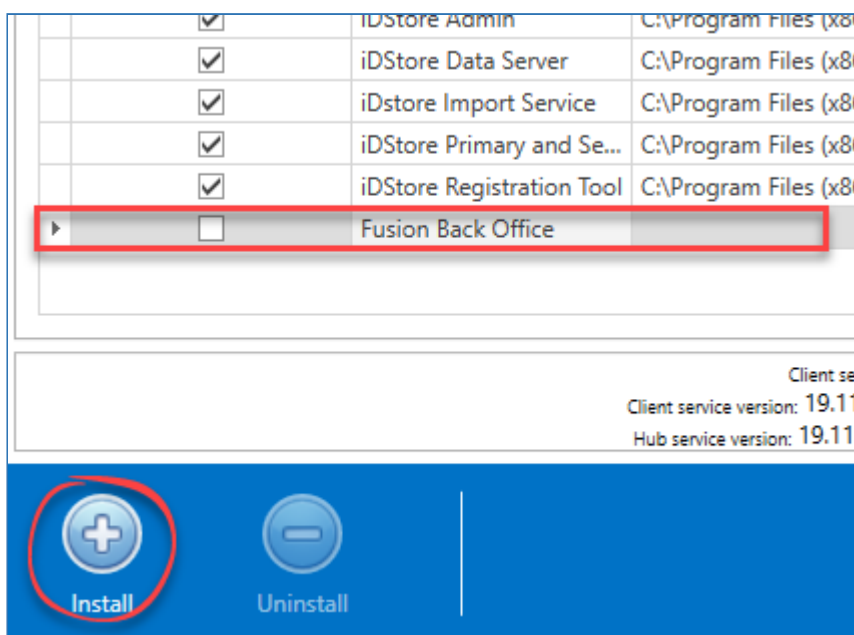 iDStore Admin C:\Program Files (x8
iDStore Data Server C:\Program Files (x8
iDstore Import Service C:\Program Files (x8
iDStore Primary and Se... C:\Program Files (x8
iDStore Registration Tool C:\Program Files (x8
Fusion Back Office
Client se
Client service version: 19.11
Hub service version: 19.11
Install Uninstall